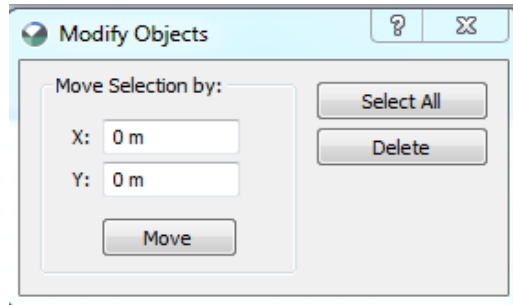 Modify Objects
Move Selection by:
X: 0 m
Y: 0 m
Move
Select All
Delete